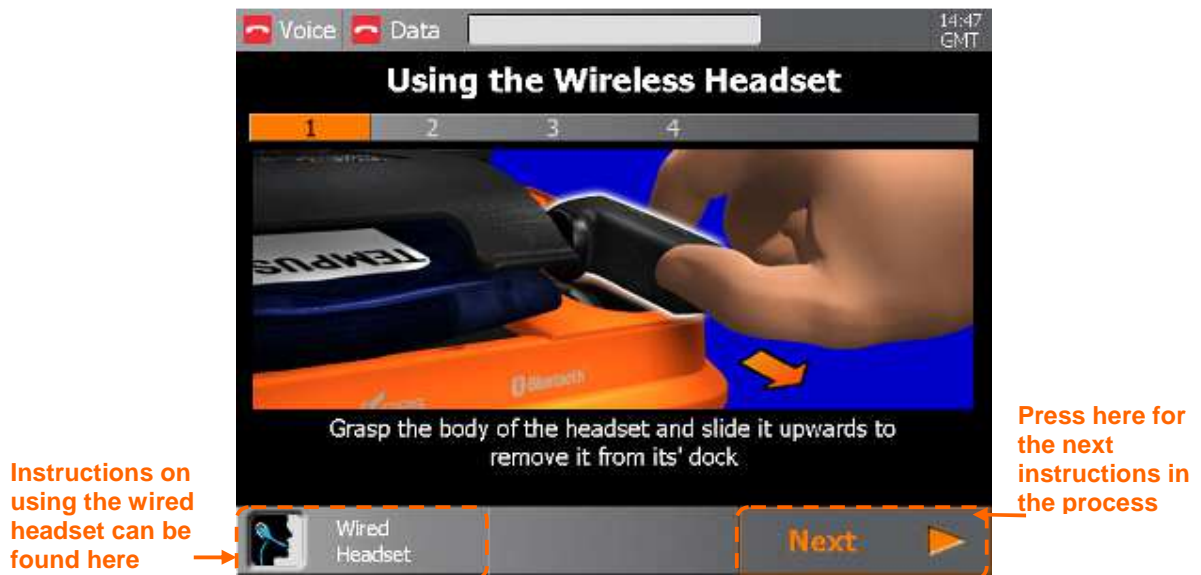 Voice Data 14:47
GMT
Using the Wireless Headset
1 2 3 4
TEMPUS
Bluetooth
Grasp the body of the headset and slide it upwards to
remove it from its' dock
Instructions on
using the wired
headset can be
found here
Wired
Headset
Next
Press here for
the next
instructions in
the process